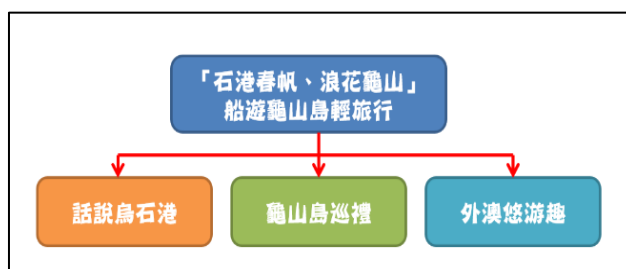 「石港春帆、浪花龜山」
船遊龜山島輕旅行
話說烏石港
龜山島巡禮
外澳悠游趣